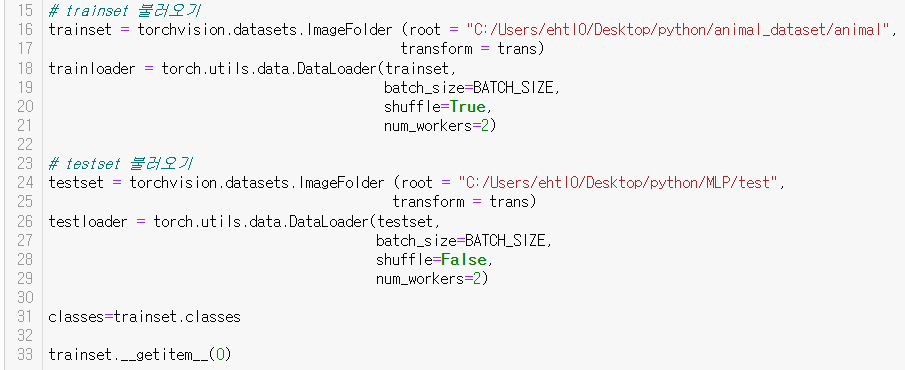 15 # trainset 불러오기
16 trainset = torchvision.datasets.ImageFolder (root = "C:/Users/ehtl0/Desktop/python/animal_dataset/animal",
17 transform = trans)
18 trainloader = torch.utils.data.DataLoader(trainset,
19 batch_size=BATCH_SIZE,
20 shuffle=True,
21 num_workers=2)
22
23 # testset 불러오기
24 testset = torchvision.datasets.ImageFolder (root = "C:/Users/ehtl0/Desktop/python/MLP/test",
25 transform = trans)
26 testloader = torch.utils.data.DataLoader(testset,
27 batch_size=BATCH_SIZE,
28 shuffle=False,
29 num_workers=2)
30
31 classes=trainset.classes
32
33 trainset.__getitem__(0)